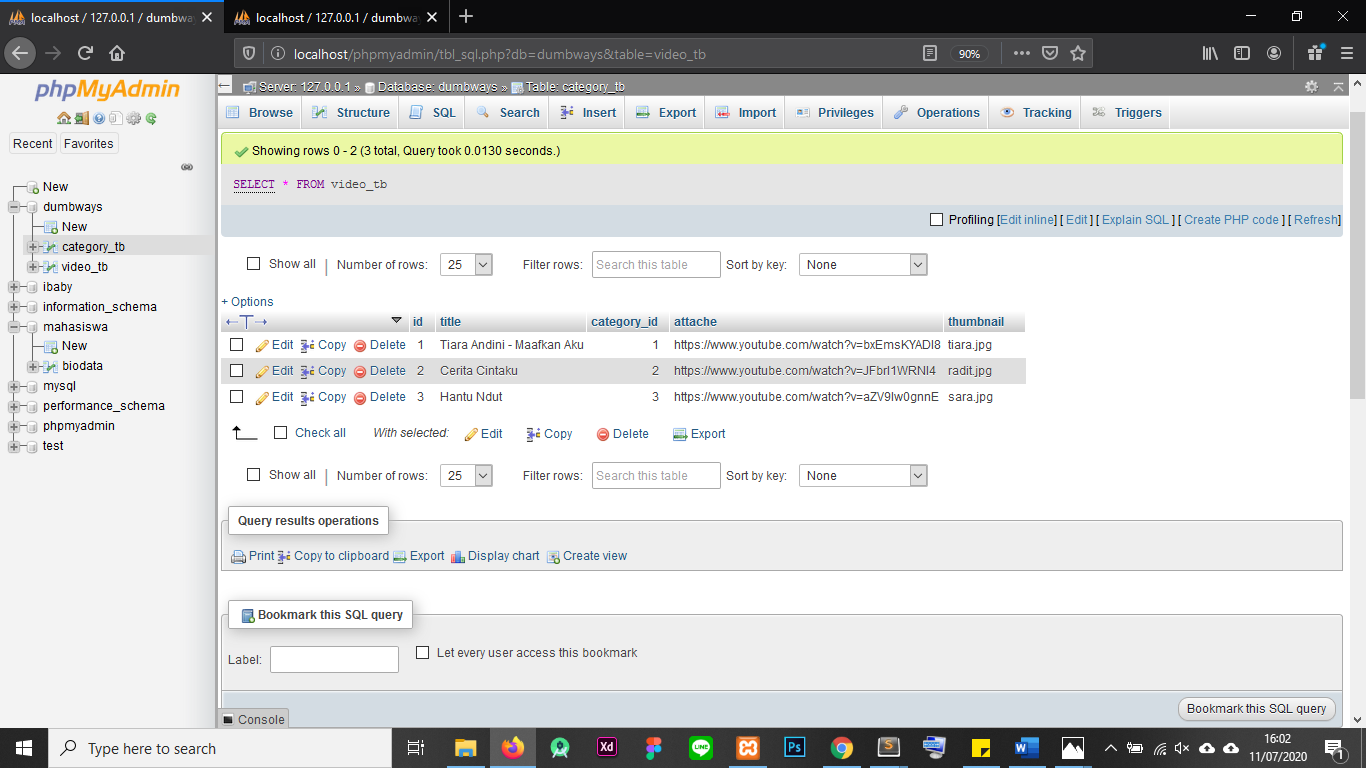 localhost / 127.0.0.1 / dumbway
localhost / 127.0.0.1 / dumbway
localhost/phpmyadmin/tbl_sql.php?db=dumbways&table=video_tb
90%
phpMyAdmin
Recent
Favorites
New
dumbways
New
category_tb
video_tb
ibaby
information_schema
mahasiswa
New
biodata
mysql
performance_schema
phpmyadmin
test
Server: 127.0.0.1 » Database: dumbways » Table: category_tb
Browse Structure SQL Search Insert Export Import Privileges Operations Tracking Triggers
Showing rows 0 - 2 (3 total, Query took 0.0130 seconds.)
SELECT * FROM video_tb
Profiling [Edit inline] [ Edit ] [ Explain SQL ] [ Create PHP code ] [ Refresh]
Show all | Number of rows: 25 Filter rows: Search this table Sort by key: None
+ Options
←T→ id title category_id attache thumbnail
Edit Copy Delete 1 Tiara Andini - Maafkan Aku 1 https://www.youtube.com/watch?v=bxEmsKYADI8 tiara.jpg
Edit Copy Delete 2 Cerita Cintaku 2 https://www.youtube.com/watch?v=JFbrI1WRNI4 radit.jpg
Edit Copy Delete 3 Hantu Ndut 3 https://www.youtube.com/watch?v=aZV9Iw0gnnE sara.jpg
Check all With selected: Edit Copy Delete Export
Show all | Number of rows: 25 Filter rows: Search this table Sort by key: None
Query results operations
Print Copy to clipboard Export Display chart Create view
Bookmark this SQL query
Label:
Let every user access this bookmark
Bookmark this SQL query
Console
Type here to search
Xd
LINE
Ps
S
W
16:02
11/07/2020
1